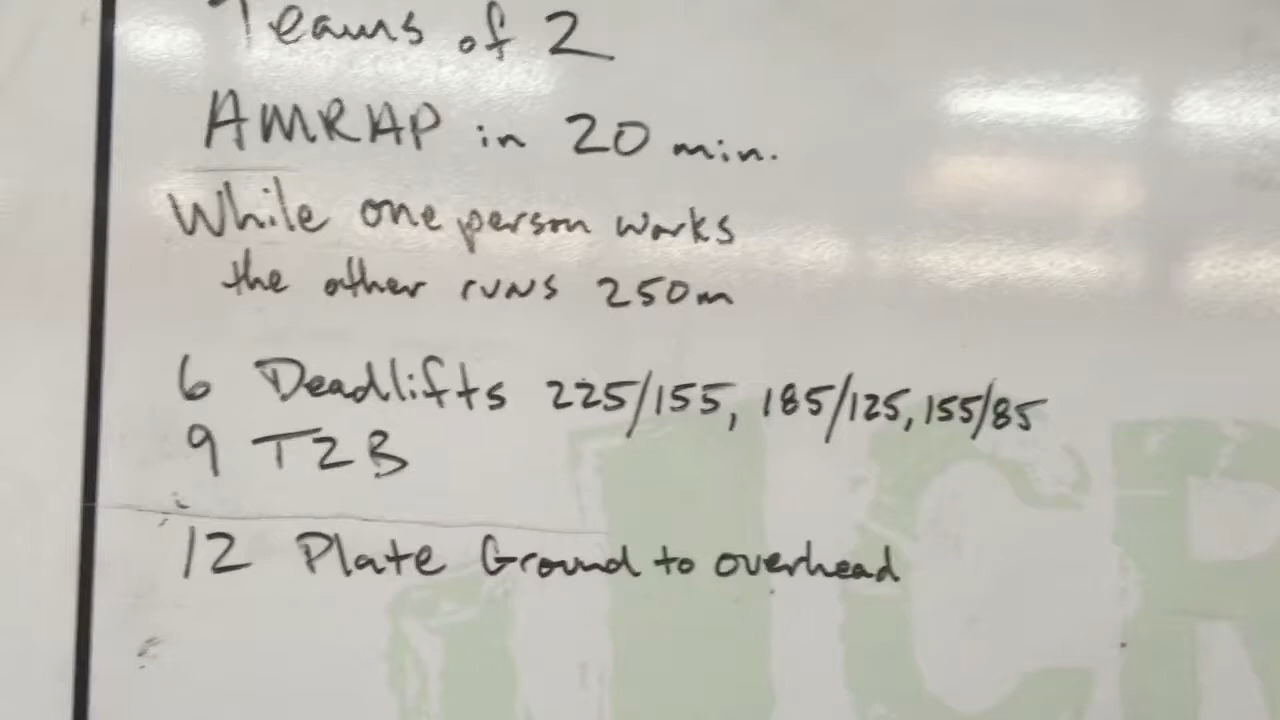 Teams of 2
AMRAP in 20 min.
While one person works
the other runs 250m
6 Deadlifts 225/155, 185/125, 155/85
9 T2B
12 Plate Ground to overhead